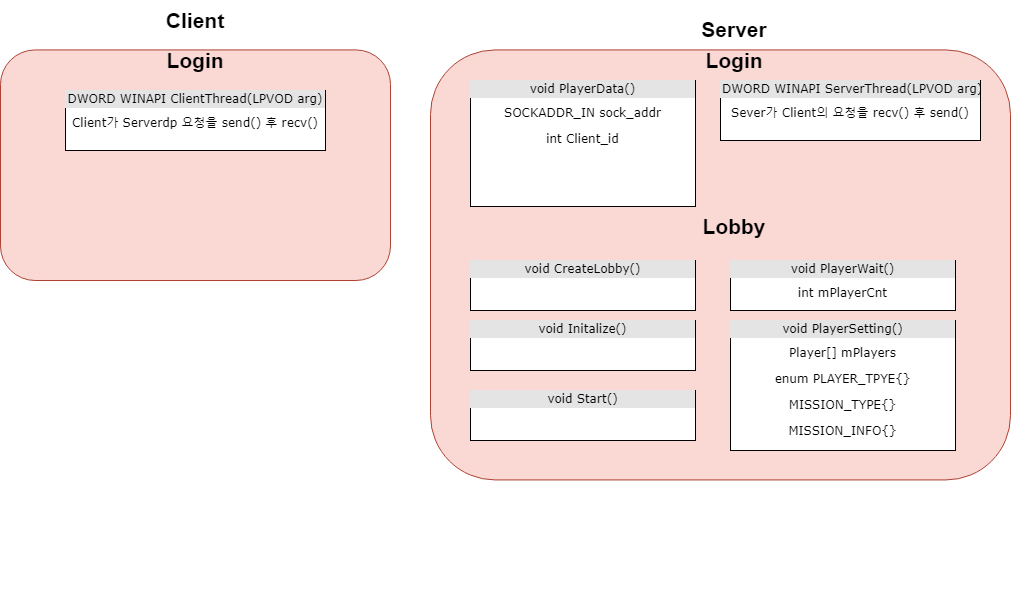 Client
Login
DWORD WINAPI ClientThread(LPVOD arg)
Client가 Serverdp 요청을 send() 후 recv()
Server
Login
void PlayerData()
SOCKADDR_IN sock_addr
int Client_id
DWORD WINAPI ServerThread(LPVOD arg)
Sever가 Client의 요청을 recv() 후 send()
Lobby
void CreateLobby()
void Initalize()
void Start()
void PlayerWait()
int mPlayerCnt
void PlayerSetting()
Player[] mPlayers
enum PLAYER_TPYE{}
MISSION_TYPE{}
MISSION_INFO{}